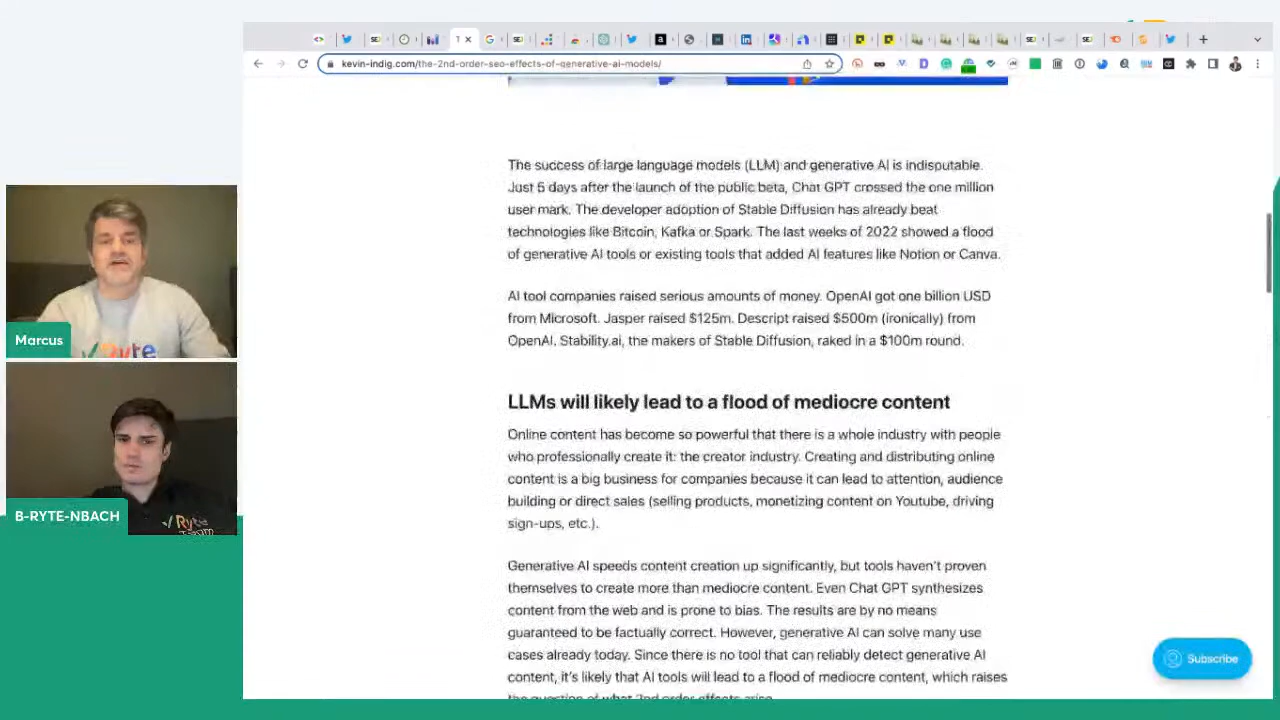 kevin-indig.com/the-2nd-order-seo-effects-of-generative-ai-models/
The success of large language models (LLM) and generative AI is indisputable.
Just 5 days after the launch of the public beta, Chat GPT crossed the one million
user mark. The developer adoption of Stable Diffusion has already beat
technologies like Bitcoin, Kafka or Spark. The last weeks of 2022 showed a flood
of generative AI tools or existing tools that added AI features like Notion or Canva.
AI tool companies raised serious amounts of money. OpenAI got one billion USD
from Microsoft. Jasper raised $125m. Descript raised $500m (ironically) from
OpenAI. Stability.ai, the makers of Stable Diffusion, raked in a $100m round.
LLMs will likely lead to a flood of mediocre content
Online content has become so powerful that there is a whole industry with people
who professionally create it: the creator industry. Creating and distributing online
content is a big business for companies because it can lead to attention, audience
building or direct sales (selling products, monetizing content on Youtube, driving
sign-ups, etc.).
Generative AI speeds content creation up significantly, but tools haven't proven
themselves to create more than mediocre content. Even Chat GPT synthesizes
content from the web and is prone to bias. The results are by no means
guaranteed to be factually correct. However, generative AI can solve many use
cases already today. Since there is no tool that can reliably detect generative AI
content, it's likely that AI tools will lead to a flood of mediocre content, which raises
the question of what 2nd order effects arise
Subscribe
Marcus
Ryte
B-RYTE-NBACH
Ryte
Team